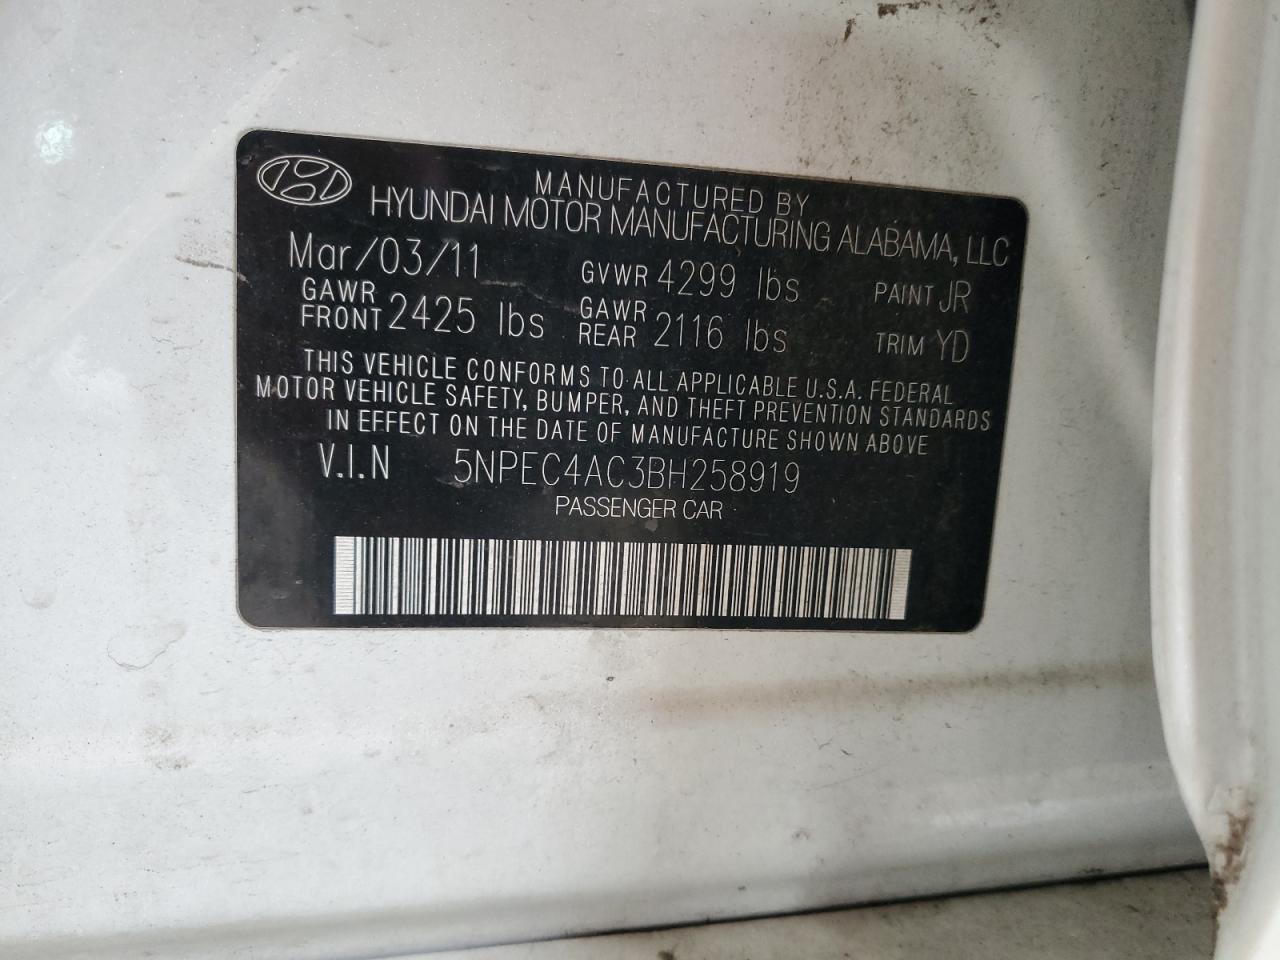 MANUFACTURED BY
HYUNDAI MOTOR MANUFACTURING ALABAMA, LLC
Mar/03/11 GVWR 4299 lbs PAINT JR
GAWR FRONT 2425 lbs GAWR REAR 2116 lbs TRIM YD
THIS VEHICLE CONFORMS TO ALL APPLICABLE U.S.A. FEDERAL
MOTOR VEHICLE SAFETY, BUMPER, AND THEFT PREVENTION STANDARDS
IN EFFECT ON THE DATE OF MANUFACTURE SHOWN ABOVE
V.I.N 5NPEC4AC3BH258919
PASSENGER CAR